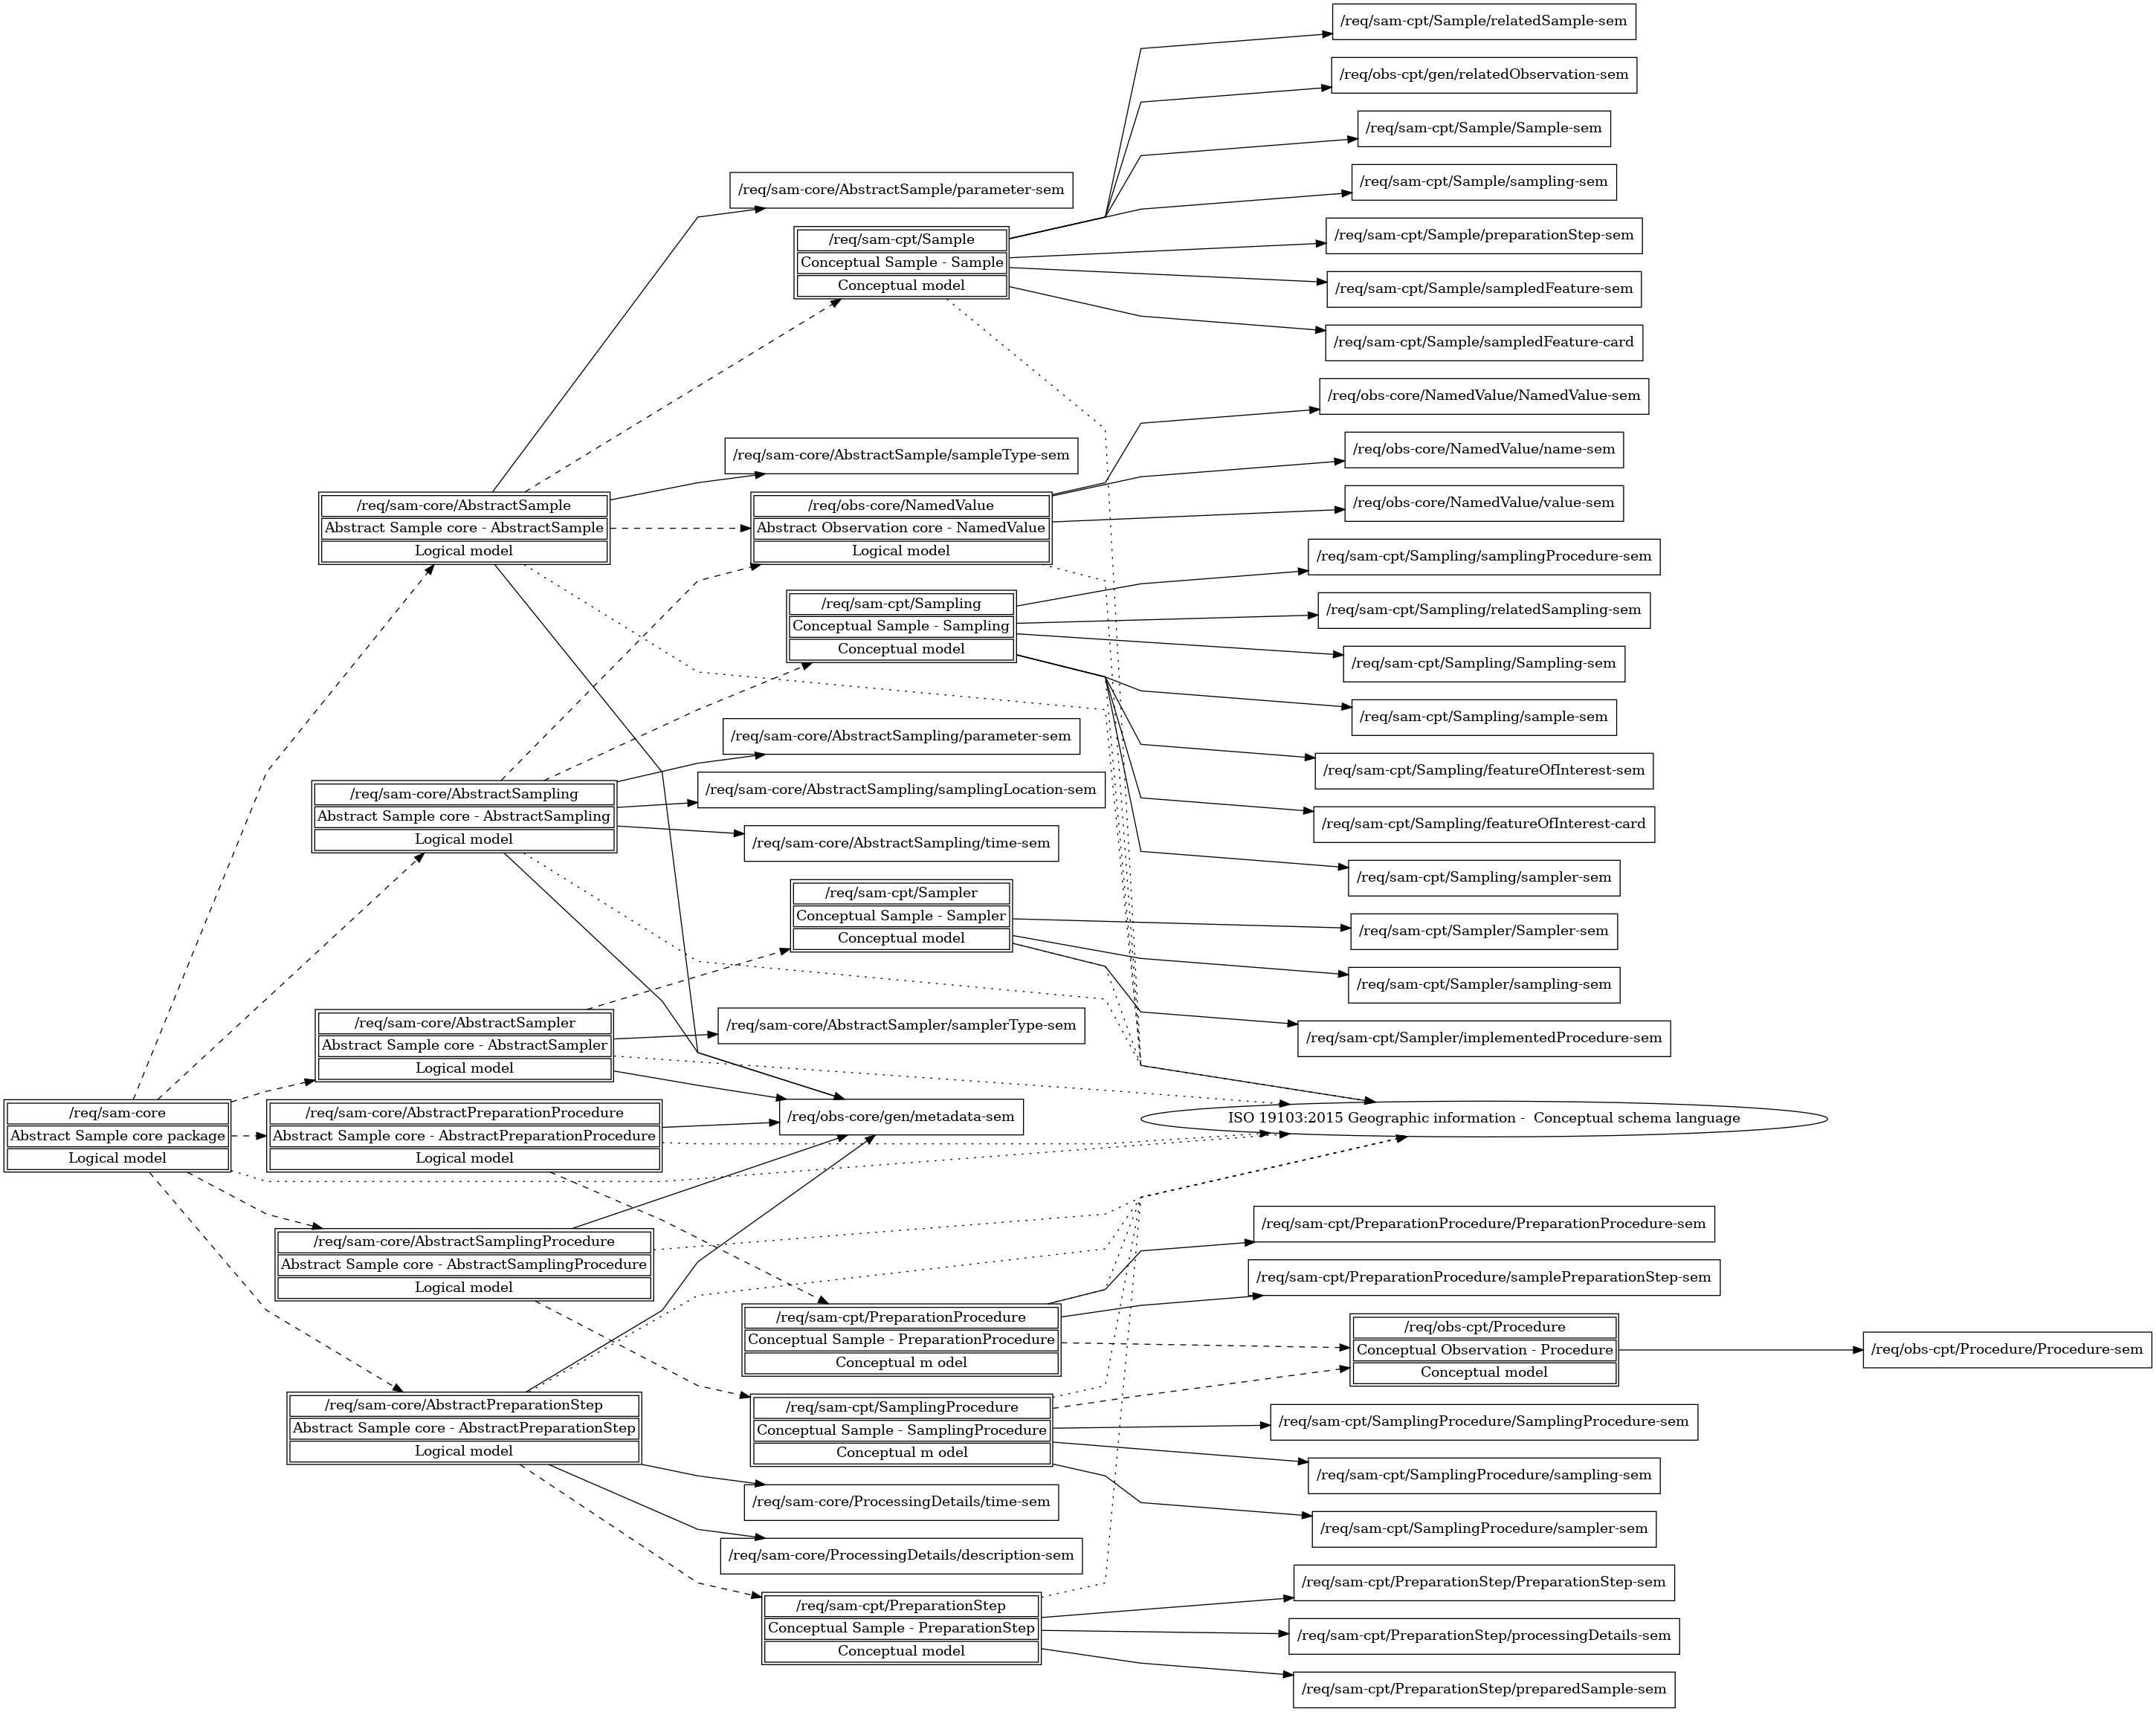 /req/sam-core
Abstract Sample core package
Logical model
/req/sam-core/AbstractSample
Abstract Sample core - AbstractSample
Logical model
/req/sam-core/AbstractSampling
Abstract Sample core - AbstractSampling
Logical model
/req/sam-core/AbstractSampler
Abstract Sample core - AbstractSampler
Logical model
/req/sam-core/AbstractPreparationProcedure
Abstract Sample core - AbstractPreparationProcedure
Logical model
/req/sam-core/AbstractSamplingProcedure
Abstract Sample core - AbstractSamplingProcedure
Logical model
/req/sam-core/AbstractPreparationStep
Abstract Sample core - AbstractPreparationStep
Logical model
/req/sam-core/AbstractSample/parameter-sem
/req/sam-cpt/Sample
Conceptual Sample - Sample
Conceptual model
/req/sam-core/AbstractSample/sampleType-sem
/req/obs-core/NamedValue
Abstract Observation core - NamedValue
Logical model
/req/sam-cpt/Sampling
Conceptual Sample - Sampling
Conceptual model
/req/sam-core/AbstractSampling/parameter-sem
/req/sam-core/AbstractSampling/samplingLocation-sem
/req/sam-core/AbstractSampling/time-sem
/req/sam-cpt/Sampler
Conceptual Sample - Sampler
Conceptual model
/req/sam-core/AbstractSampler/samplerType-sem
/req/obs-core/gen/metadata-sem
/req/sam-cpt/PreparationProcedure
Conceptual Sample - PreparationProcedure
Conceptual m odel
/req/sam-cpt/SamplingProcedure
Conceptual Sample - SamplingProcedure
Conceptual m odel
/req/sam-core/ProcessingDetails/time-sem
/req/sam-core/ProcessingDetails/description-sem
/req/sam-cpt/PreparationStep
Conceptual Sample - PreparationStep
Conceptual model
/req/sam-cpt/Sample/relatedSample-sem
/req/obs-cpt/gen/relatedObservation-sem
/req/sam-cpt/Sample/Sample-sem
/req/sam-cpt/Sample/sampling-sem
/req/sam-cpt/Sample/preparationStep-sem
/req/sam-cpt/Sample/sampledFeature-sem
/req/sam-cpt/Sample/sampledFeature-card
/req/obs-core/NamedValue/NamedValue-sem
/req/obs-core/NamedValue/name-sem
/req/obs-core/NamedValue/value-sem
/req/sam-cpt/Sampling/samplingProcedure-sem
/req/sam-cpt/Sampling/relatedSampling-sem
/req/sam-cpt/Sampling/Sampling-sem
/req/sam-cpt/Sampling/sample-sem
/req/sam-cpt/Sampling/featureOfInterest-sem
/req/sam-cpt/Sampling/featureOfInterest-card
/req/sam-cpt/Sampling/sampler-sem
/req/sam-cpt/Sampler/Sampler-sem
/req/sam-cpt/Sampler/sampling-sem
/req/sam-cpt/Sampler/implementedProcedure-sem
ISO 19103:2015 Geographic information -  Conceptual schema language
/req/sam-cpt/PreparationProcedure/PreparationProcedure-sem
/req/sam-cpt/PreparationProcedure/samplePreparationStep-sem
/req/obs-cpt/Procedure
Conceptual Observation - Procedure
Conceptual model
/req/sam-cpt/SamplingProcedure/SamplingProcedure-sem
/req/sam-cpt/SamplingProcedure/sampling-sem
/req/sam-cpt/SamplingProcedure/sampler-sem
/req/sam-cpt/PreparationStep/PreparationStep-sem
/req/sam-cpt/PreparationStep/processingDetails-sem
/req/sam-cpt/PreparationStep/preparedSample-sem
/req/obs-cpt/Procedure/Procedure-sem